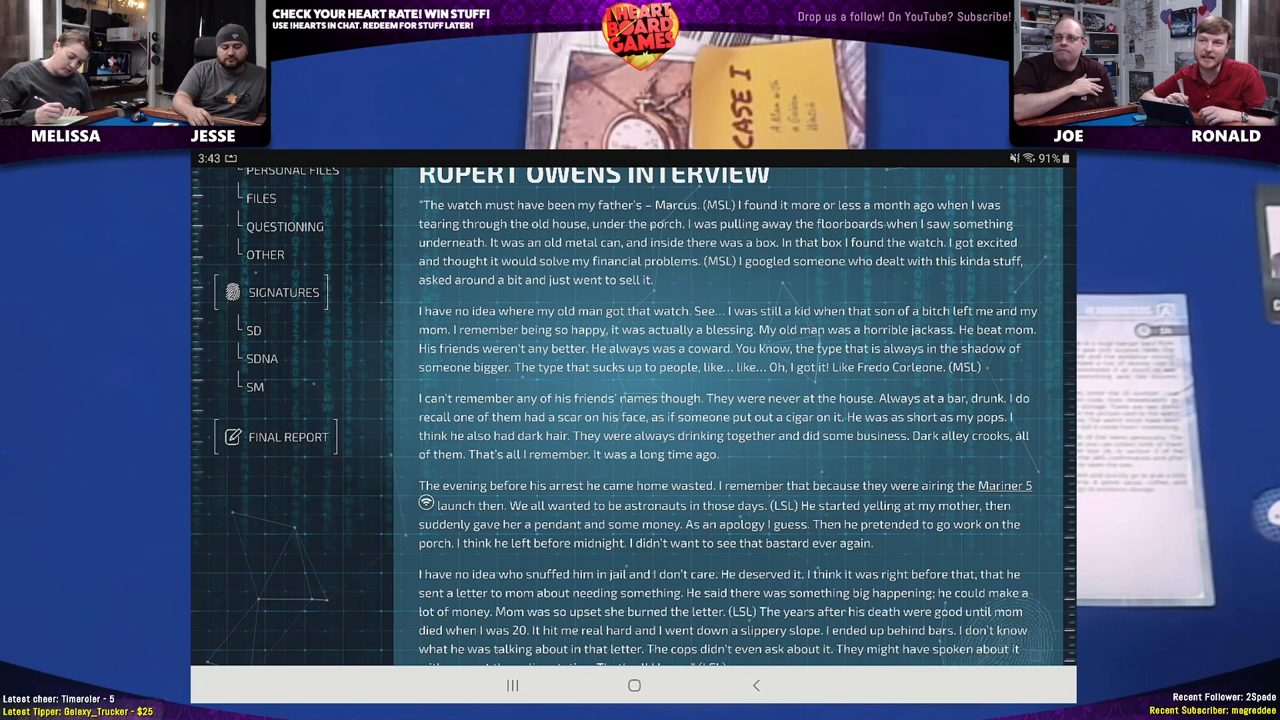 CHECK YOUR HEART RATE! WIN STUFF!
USE !HEARTS IN CHAT. REDEEM FOR STUFF LATER!
I HEART
BOARD
GAMES
Drop us a follow! On YouTube? Subscribe!
MELISSA
JESSE
JOE
RONALD
CASE I
A Man with
a Golden
Watch
3:43
91%
PERSONAL FILES
FILES
QUESTIONING
OTHER
SIGNATURES
SD
SDNA
SM
FINAL REPORT
RUPERT OWENS INTERVIEW
"The watch must have been my father's – Marcus. (MSL) I found it more or less a month ago when I was
tearing through the old house, under the porch. I was pulling away the floorboards when I saw something
underneath. It was an old metal can, and inside there was a box. In that box I found the watch. I got excited
and thought it would solve my financial problems. (MSL) I googled someone who dealt with this kinda stuff,
asked around a bit and just went to sell it.
I have no idea where my old man got that watch. See... I was still a kid when that son of a bitch left me and my
mom. I remember being so happy, it was actually a blessing. My old man was a horrible jackass. He beat mom.
His friends weren't any better. He always was a coward. You know, the type that is always in the shadow of
someone bigger. The type that sucks up to people, like... like... Oh, I got it! Like Fredo Corleone. (MSL)
I can't remember any of his friends' names though. They were never at the house. Always at a bar, drunk. I do
recall one of them had a scar on his face, as if someone put out a cigar on it. He was as short as my pops. I
think he also had dark hair. They were always drinking together and did some business. Dark alley crooks, all
of them. That's all I remember. It was a long time ago.
The evening before his arrest he came home wasted. I remember that because they were airing the Mariner 5
launch then. We all wanted to be astronauts in those days. (LSL) He started yelling at my mother, then
suddenly gave her a pendant and some money. As an apology I guess. Then he pretended to go work on the
porch. I think he left before midnight. I didn't want to see that bastard ever again.
I have no idea who snuffed him in jail and I don't care. He deserved it. I think it was right before that, that he
sent a letter to mom about needing something. He said there was something big happening; he could make a
lot of money. Mom was so upset she burned the letter. (LSL) The years after his death were good until mom
died when I was 20. It hit me real hard and I went down a slippery slope. I ended up behind bars. I don't know
what he was talking about in that letter. The cops didn't even ask about it. They might have spoken about it
Latest cheer: Timeroler - 5
Latest Tipper: Galaxy_Trucker - $25
Recent Follower: 2Spade
Recent Subscriber: magreddee